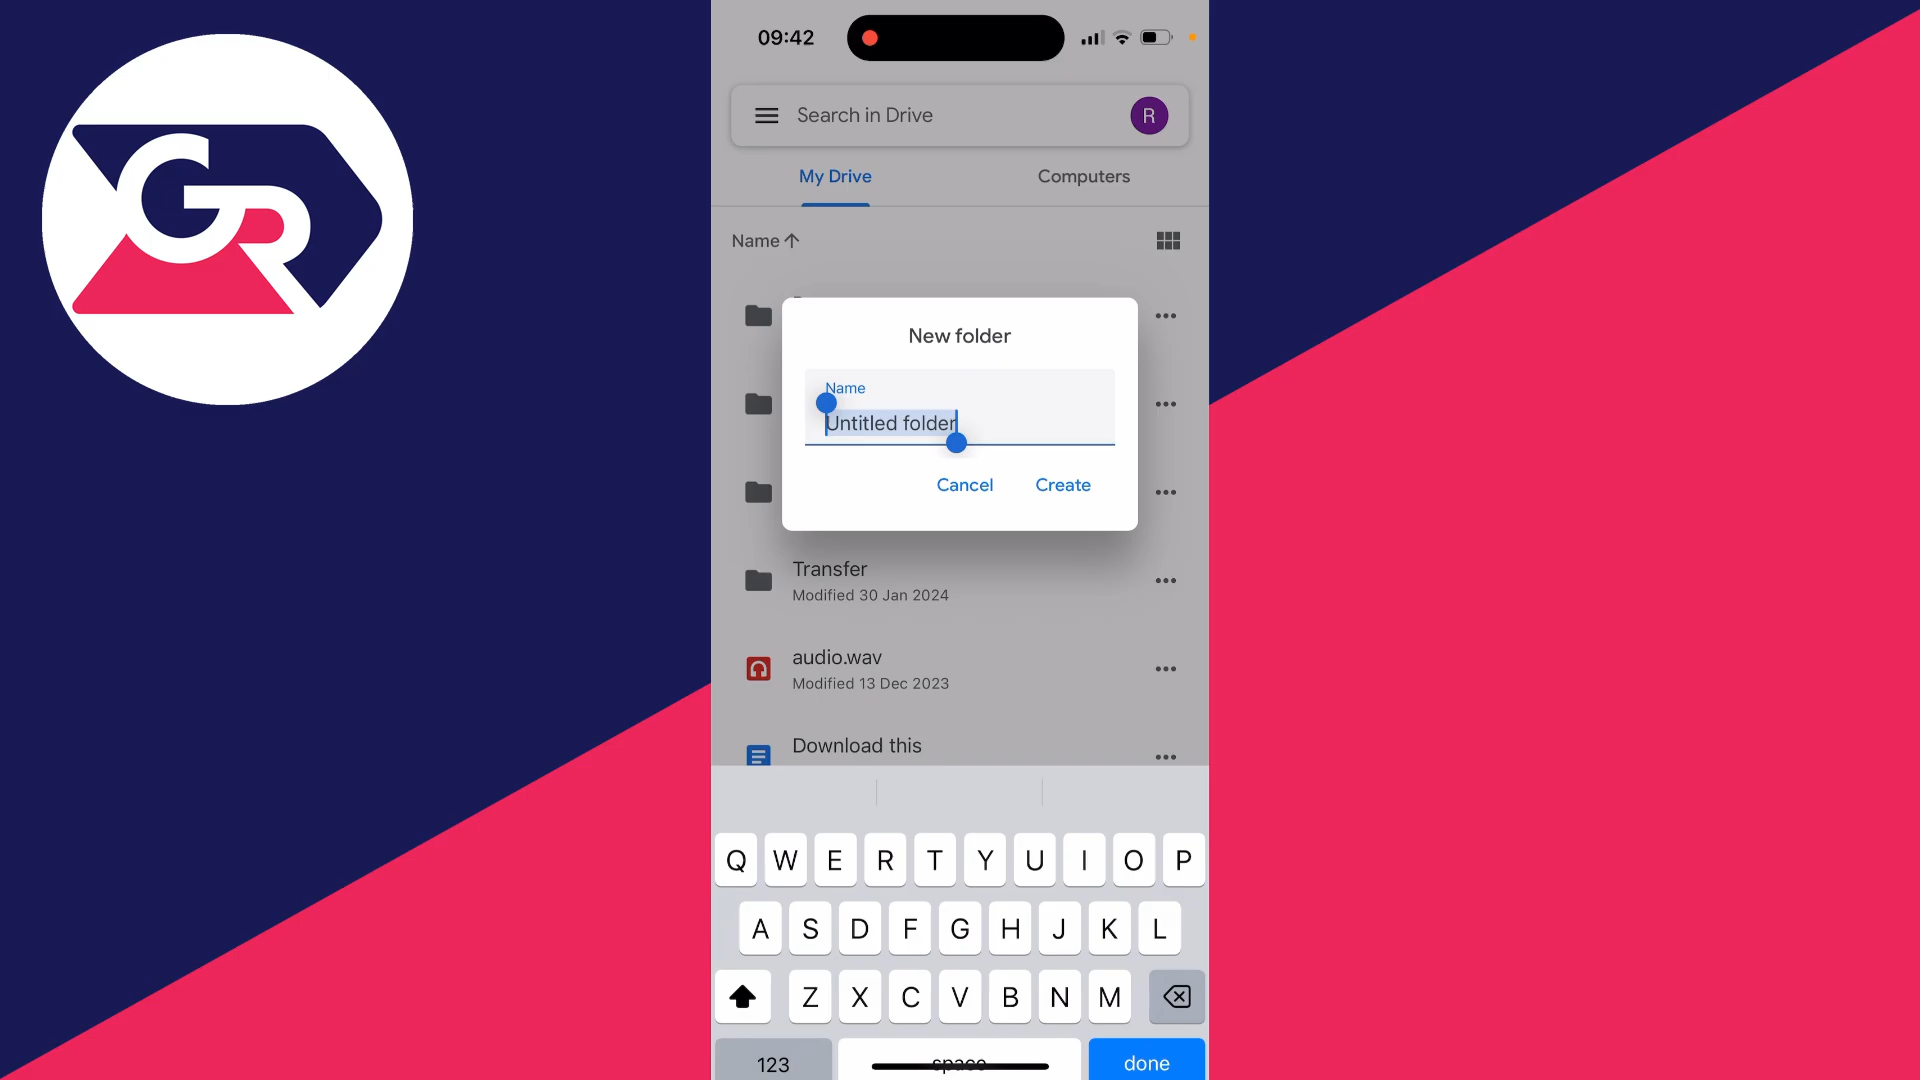 GR
09:42
Search in Drive
R
My Drive
Computers
Name
New folder
Name
Untitled folder
Cancel
Create
Transfer
Modified 30 Jan 2024
audio.wav
Modified 13 Dec 2023
Download this
Q W E R T Y U I O P
A S D F G H J K L
Z X C V B N M
123
space
done